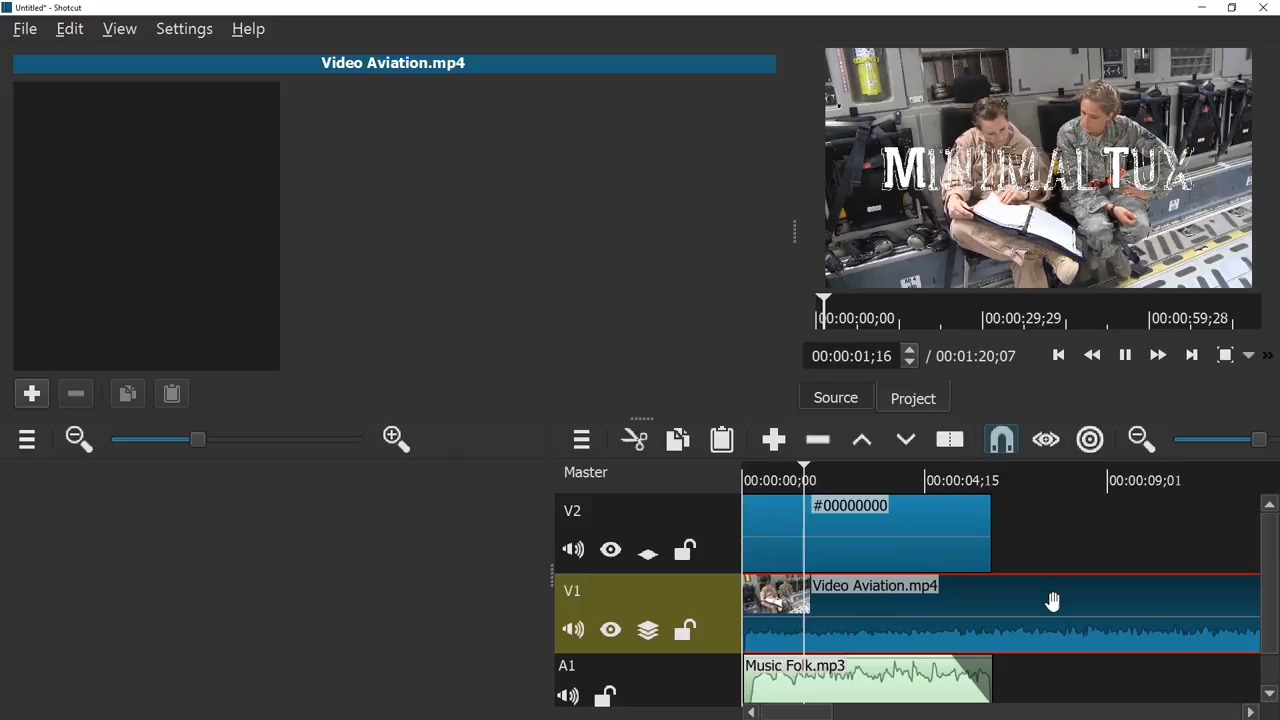 Untitled* - Shotcut
File Edit View Settings Help
Video Aviation.mp4
MINIMALTUX
00:00:00;00 00:00:29;29 00:00:59;28
00:00:01;16 / 00:01:20;07
Source Project
Master
00:00:00;00 00:00:04;15 00:00:09;01
V2
#00000000
V1
Video Aviation.mp4
A1
Music Folk.mp3